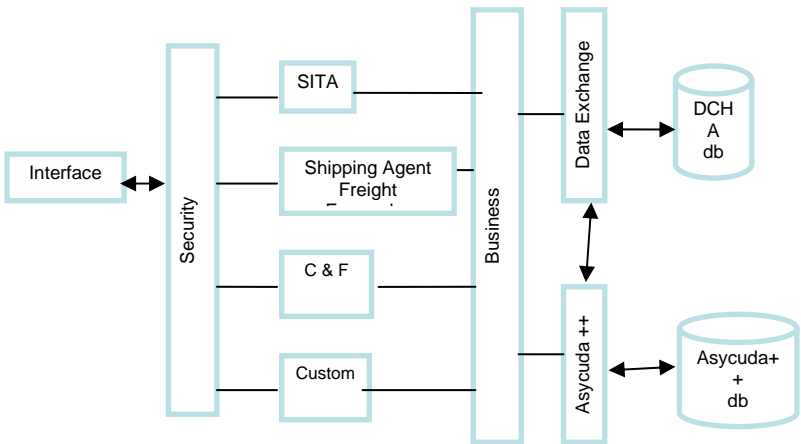 Interface
Security
SITA
Shipping Agent
Freight
C & F
Custom
Business
Data Exchange
Asycuda ++
DCH
A
db
Asycuda+
+
db